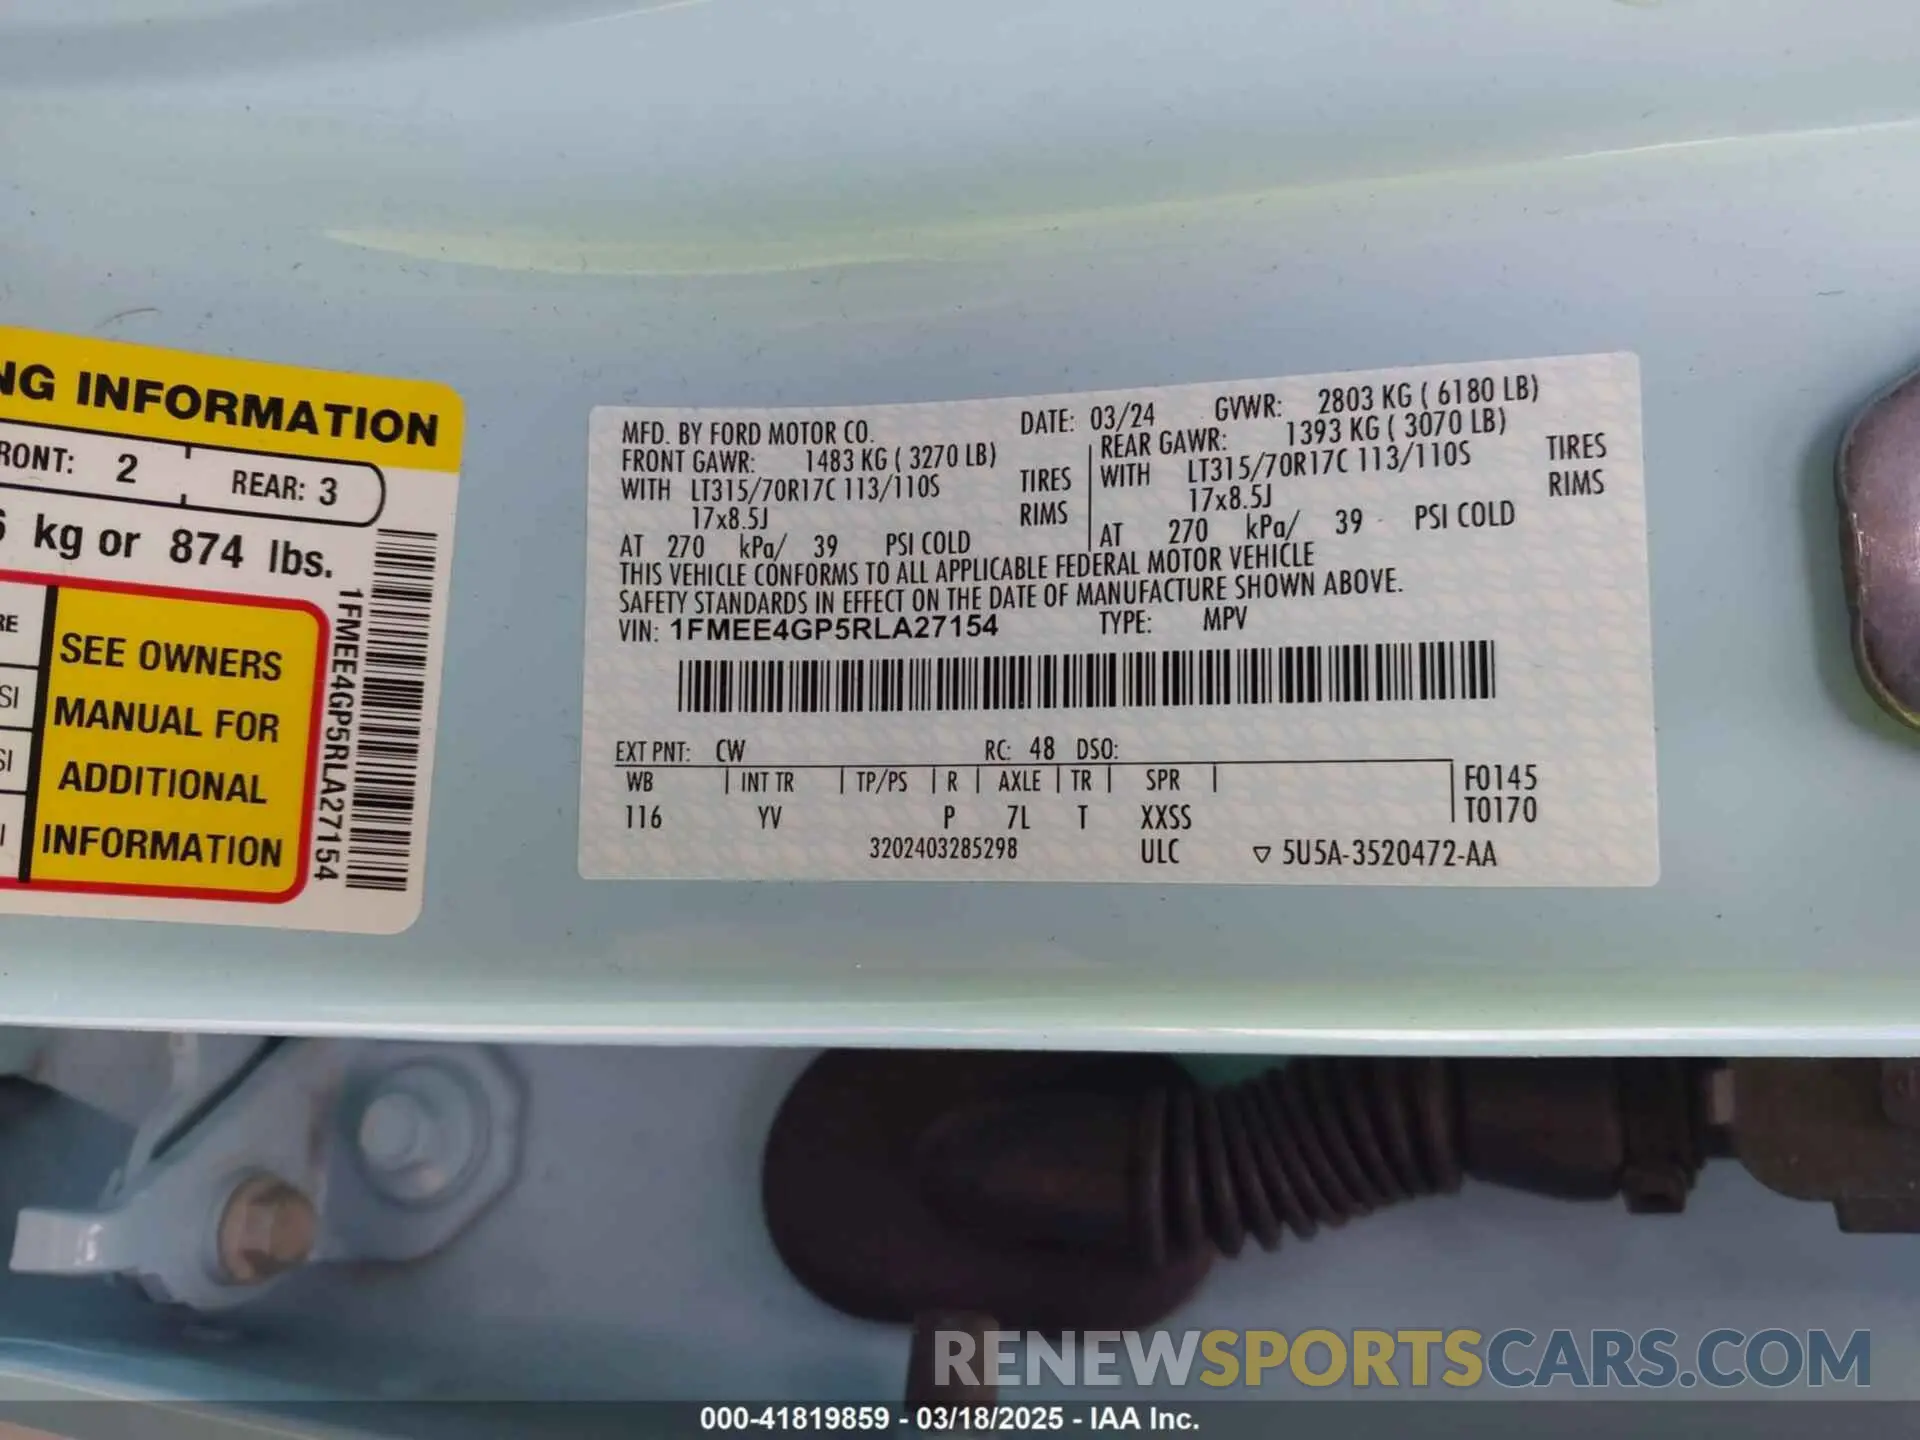 NG INFORMATION
RONT: 2 REAR: 3
kg or 874 lbs.
RE
SI
SI
SEE OWNERS
MANUAL FOR
ADDITIONAL
INFORMATION
1FMEE4GP5RLA27154
MFD. BY FORD MOTOR CO. DATE: 03/24 GVWR: 2803 KG ( 6180 LB)
FRONT GAWR: 1483 KG ( 3270 LB) REAR GAWR: 1393 KG ( 3070 LB)
WITH LT315/70R17C 113/110S TIRES WITH LT315/70R17C 113/110S TIRES
17x8.5J RIMS 17x8.5J RIMS
AT 270 kPa/ 39 PSI COLD AT 270 kPa/ 39 PSI COLD
THIS VEHICLE CONFORMS TO ALL APPLICABLE FEDERAL MOTOR VEHICLE
SAFETY STANDARDS IN EFFECT ON THE DATE OF MANUFACTURE SHOWN ABOVE.
VIN: 1FMEE4GP5RLA27154 TYPE: MPV
EXT PNT: CW RC: 48 DSO:
WB INT TR TP/PS R AXLE TR SPR F0145
116 YV P 7L T XXSS T0170
3202403285298 ULC ▽ 5U5A-3520472-AA
RENEWSPORTSCARS.COM
000-41819859 - 03/18/2025 - IAA Inc.